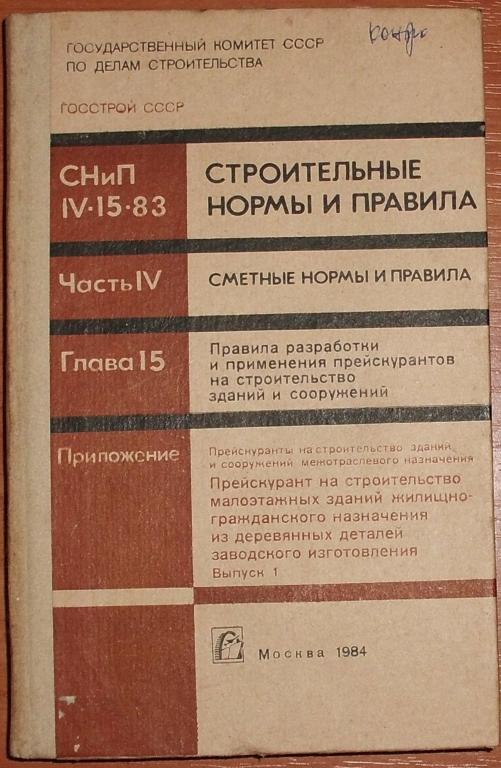 ГОСУДАРСТВЕННЫЙ КОМИТЕТ СССР
ПО ДЕЛАМ СТРОИТЕЛЬСТВА
ГОССТРОЙ СССР
СНиП
IV-15-83
СТРОИТЕЛЬНЫЕ
НОРМЫ И ПРАВИЛА
Часть IV
СМЕТНЫЕ НОРМЫ И ПРАВИЛА
Глава 15
Правила разработки
и применения прейскурантов
на строительство
зданий и сооружений
Приложение
Прейскуранты на строительство зданий
и сооружений межотраслевого назначения
Прейскурант на строительство
малоэтажных зданий жилищно-
гражданского назначения
из деревянных деталей
заводского изготовления
Выпуск 1
Москва 1984